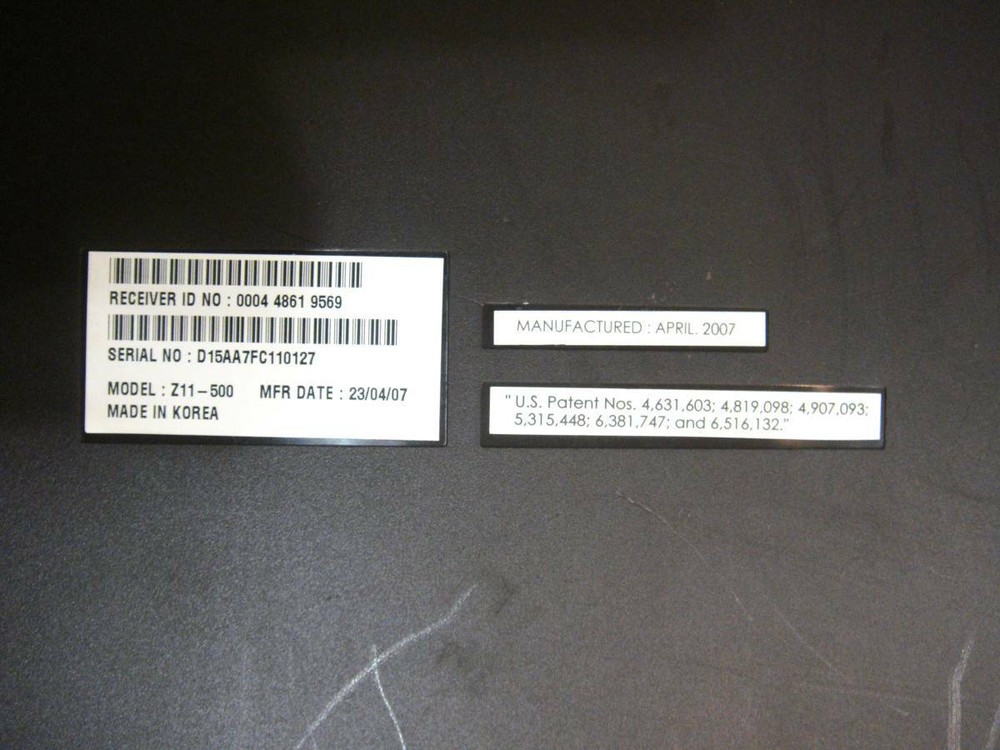 RECEIVER ID NO : 0004 4861 9569
SERIAL NO : D15AA7FC110127
MODEL : Z11-500 MFR DATE : 23/04/07
MADE IN KOREA
MANUFACTURED : APRIL. 2007
" U.S. Patent Nos. 4,631,603; 4,819,098; 4,907,093;
5,315,448; 6,381,747; and 6,516,132."